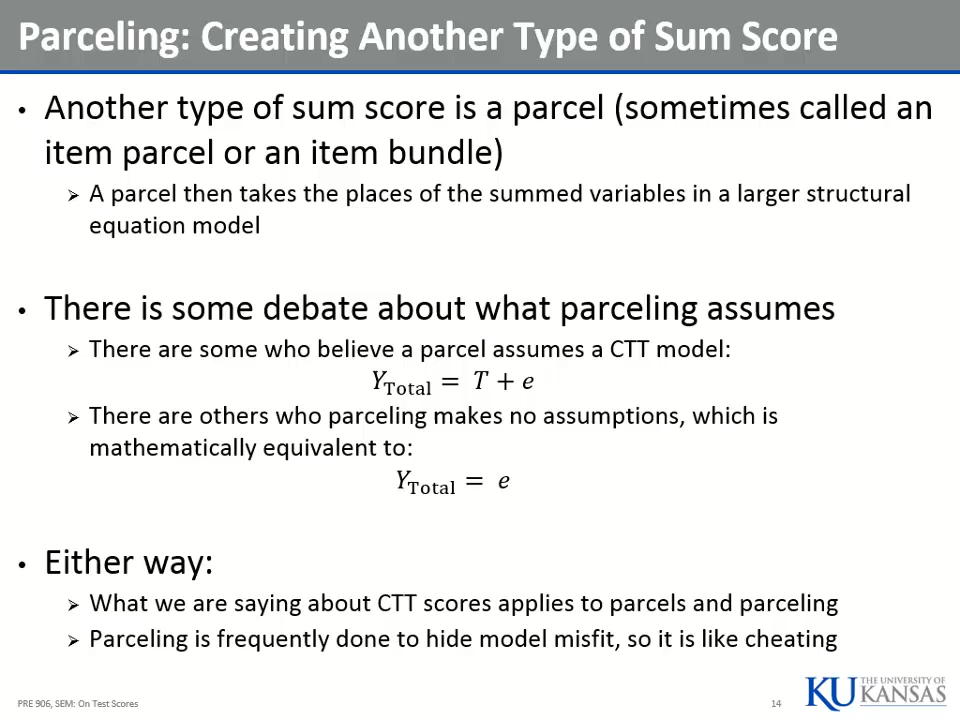 Parceling: Creating Another Type of Sum Score
• Another type of sum score is a parcel (sometimes called an
item parcel or an item bundle)
➢ A parcel then takes the places of the summed variables in a larger structural
equation model
• There is some debate about what parceling assumes
➢ There are some who believe a parcel assumes a CTT model:
Y_Total = T + e
➢ There are others who parceling makes no assumptions, which is
mathematically equivalent to:
Y_Total = e
• Either way:
➢ What we are saying about CTT scores applies to parcels and parceling
➢ Parceling is frequently done to hide model misfit, so it is like cheating
PRE 906, SEM: On Test Scores
14
KU THE UNIVERSITY OF
KANSAS